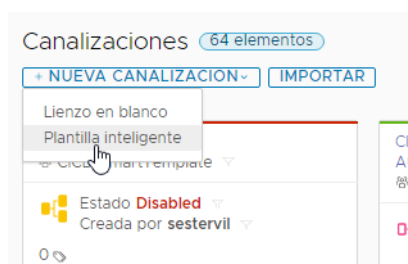 Canalizaciones 64 elementos
+ NUEVA CANALIZACION IMPORTAR
Lienzo en blanco
Plantilla inteligente
Estado Disabled
Creada por sestervil
0